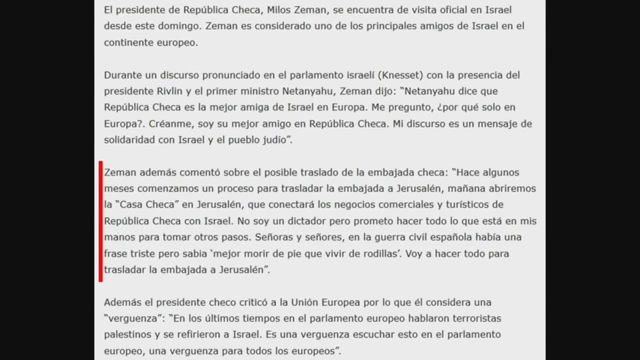 El presidente de República Checa, Milos Zeman, se encuentra de visita oficial en Israel
desde este domingo. Zeman es considerado uno de los principales amigos de Israel en el
continente europeo.
Durante un discurso pronunciado en el parlamento israelí (Knesset) con la presencia del
presidente Rivlin y el primer ministro Netanyahu, Zeman dijo: “Netanyahu dice que
República Checa es la mejor amiga de Israel en Europa. Me pregunto, ¿por qué solo en
Europa?. Créanme, soy su mejor amigo en República Checa. Mi discurso es un mensaje de
solidaridad con Israel y el pueblo judío”.
Zeman además comentó sobre el posible traslado de la embajada checa: “Hace algunos
meses comenzamos un proceso para trasladar la embajada a Jerusalén, mañana abriremos
la “Casa Checa” en Jerusalén, que conectará los negocios comerciales y turísticos de
República Checa con Israel. No soy un dictador pero prometo hacer todo lo que está en mis
manos para tomar otros pasos. Señoras y señores, en la guerra civil española había una
frase triste pero sabia ‘mejor morir de pie que vivir de rodillas’. Voy a hacer todo para
trasladar la embajada a Jerusalén”.
Además el presidente checo criticó a la Unión Europea por lo que él considera una
“verguenza”: “En los últimos tiempos en el parlamento europeo hablaron terroristas
palestinos y se refirieron a Israel. Es una verguenza escuchar esto en el parlamento
europeo, una verguenza para todos los europeos”.